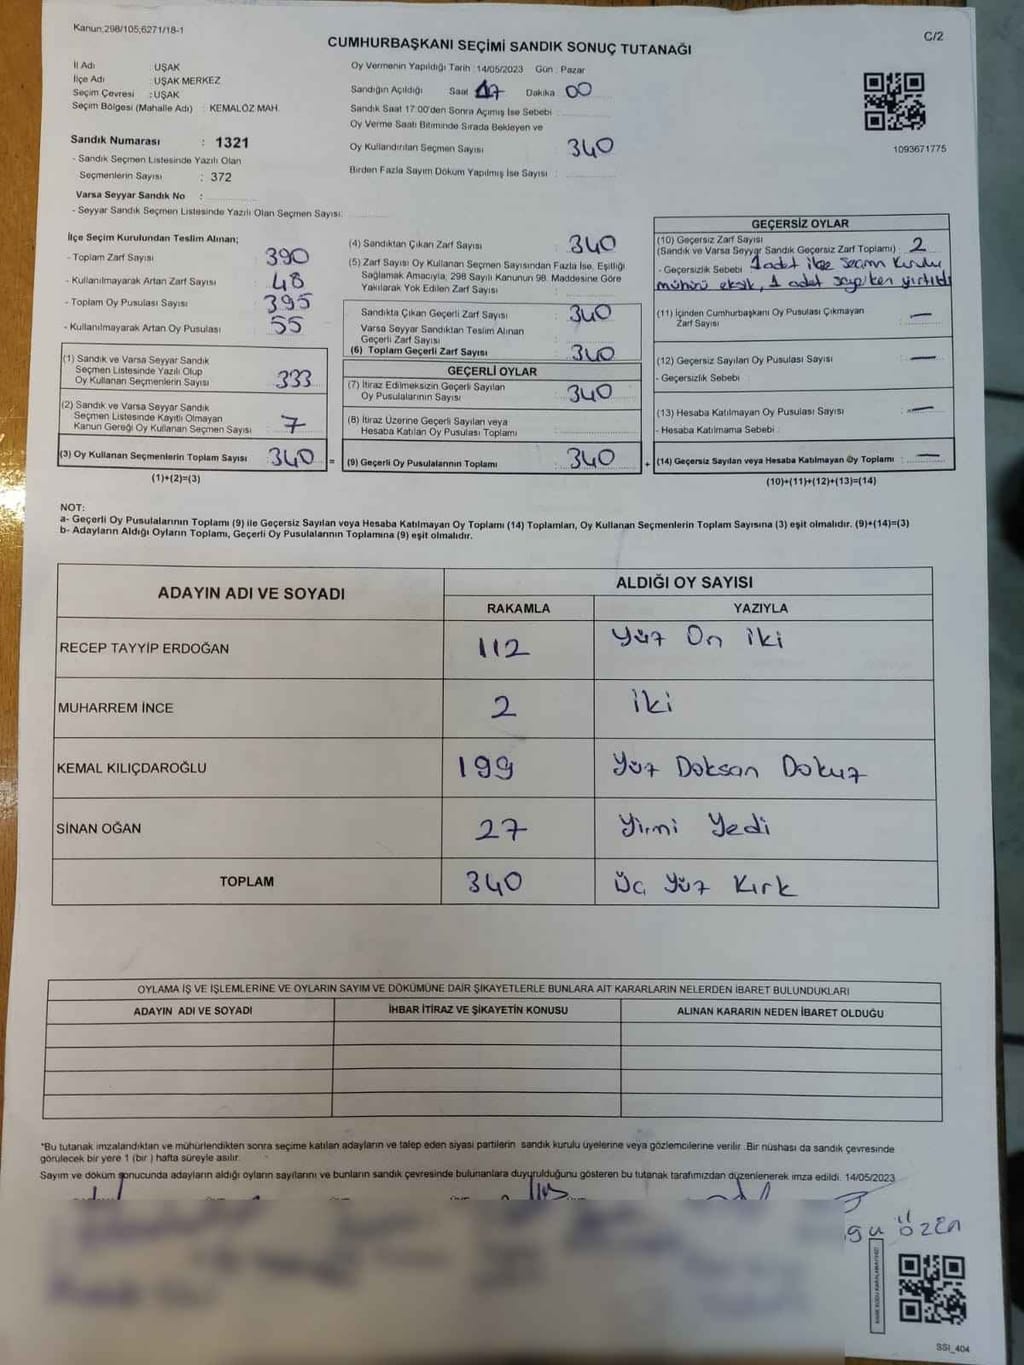 Kanun;298/105,6271/18-1
C/2
CUMHURBAŞKANI SEÇİMİ SANDIK SONUÇ TUTANAĞI
İl Adı : UŞAK
İlçe Adı : UŞAK MERKEZ
Seçim Çevresi : UŞAK
Seçim Bölgesi (Mahalle Adı) : KEMALÖZ MAH.
Sandık Numarası : 1321
- Sandık Seçmen Listesinde Yazılı Olan
Seçmenlerin Sayısı : 372
Varsa Seyyar Sandık No :
- Seyyar Sandık Seçmen Listesinde Yazılı Olan Seçmen Sayısı:
Oy Vermenin Yapıldığı Tarih : 14/05/2023 Gün : Pazar
Sandığın Açıldığı Saat 17 Dakika 00
Sandık Saat 17:00'den Sonra Açımış İse Sebebi :
Oy Verme Saati Bitiminde Sırada Bekleyen ve
Oy Kullandırılan Seçmen Sayısı : 340
Birden Fazla Sayım Döküm Yapılmış İse Sayısı :
1093671775
İlçe Seçim Kurulundan Teslim Alınan;
- Toplam Zarf Sayısı : 390
- Kullanılmayarak Artan Zarf Sayısı : 48
- Toplam Oy Pusulası Sayısı : 395
- Kullanılmayarak Artan Oy Pusulası : 55
(1) Sandık ve Varsa Seyyar Sandık
Seçmen Listesinde Yazılı Olup
Oy Kullanan Seçmenlerin Sayısı : 333
(2) Sandık ve Varsa Seyyar Sandık
Seçmen Listesinde Kayıtlı Olmayan
Kanun Gereği Oy Kullanan Seçmen Sayısı : 7
(3) Oy Kullanan Seçmenlerin Toplam Sayısı : 340 =
(1)+(2)=(3)
(4) Sandıktan Çıkan Zarf Sayısı : 340
(5) Zarf Sayısı Oy Kullanan Seçmen Sayısından Fazla İse, Eşitliği
Sağlamak Amacıyla, 298 Sayılı Kanunun 98. Maddesine Göre
Yakılarak Yok Edilen Zarf Sayısı :
Sandıkta Çıkan Geçerli Zarf Sayısı : 340
Varsa Seyyar Sandıktan Teslim Alınan
Geçerli Zarf Sayısı :
(6) Toplam Geçerli Zarf Sayısı : 340
GEÇERLİ OYLAR
(7) İtiraz Edilmeksizin Geçerli Sayılan
Oy Pusulalarının Sayısı : 340
(8) İtiraz Üzerine Geçerli Sayılan veya
Hesaba Katılan Oy Pusulası Toplamı :
(9) Geçerli Oy Pusulalarının Toplamı : 340 +
GEÇERSİZ OYLAR
(10) Geçersiz Zarf Sayısı
(Sandık ve Varsa Seyyar Sandık Geçersiz Zarf Toplamı) : 2
- Geçersizlik Sebebi : 1 adet ilçe Seçim Kurulu
mührü eksik, 1 adet sayarken yırtıldı
(11) İçinden Cumhurbaşkanı Oy Pusulası Çıkmayan
Zarf Sayısı : —
(12) Geçersiz Sayılan Oy Pusulası Sayısı : —
- Geçersizlik Sebebi :
(13) Hesaba Katılmayan Oy Pusulası Sayısı : —
- Hesaba Katılmama Sebebi :
(14) Geçersiz Sayılan veya Hesaba Katılmayan Oy Toplamı : —
(10)+(11)+(12)+(13)=(14)
NOT:
a- Geçerli Oy Pusulalarının Toplamı (9) ile Geçersiz Sayılan veya Hesaba Katılmayan Oy Toplamı (14) Toplamları, Oy Kullanan Seçmenlerin Toplam Sayısına (3) eşit olmalıdır. (9)+(14)=(3)
b- Adayların Aldığı Oyların Toplamı, Geçerli Oy Pusulalarının Toplamına (9) eşit olmalıdır.
ADAYIN ADI VE SOYADI
ALDIĞI OY SAYISI
RAKAMLA YAZIYLA
RECEP TAYYİP ERDOĞAN 112 Yüz On iki
MUHARREM İNCE 2 iki
KEMAL KILIÇDAROĞLU 199 Yüz Doksan Dokuz
SİNAN OĞAN 27 Yirmi Yedi
TOPLAM 340 Üç Yüz Kırk
OYLAMA İŞ VE İŞLEMLERİNE VE OYLARIN SAYIM VE DÖKÜMÜNE DAİR ŞİKAYETLERLE BUNLARA AİT KARARLARIN NELERDEN İBARET BULUNDUKLARI
ADAYIN ADI VE SOYADI İHBAR İTİRAZ VE ŞİKAYETİN KONUSU ALINAN KARARIN NEDEN İBARET OLDUĞU
*Bu tutanak imzalandıktan ve mühürlendikten sonra seçime katılan adayların ve talep eden siyasi partilerin sandık kurulu üyelerine veya gözlemcilerine verilir. Bir nüshası da sandık çevresinde
görülecek bir yere 1 (bir) hafta süreyle asılır.
Sayım ve döküm sonucunda adayların aldığı oyların sayılarını ve bunların sandık çevresinde bulunanlara duyurulduğunu gösteren bu tutanak tarafımızdan düzenlenerek imza edildi. 14/05/2023
ÖZEN
SSI_404